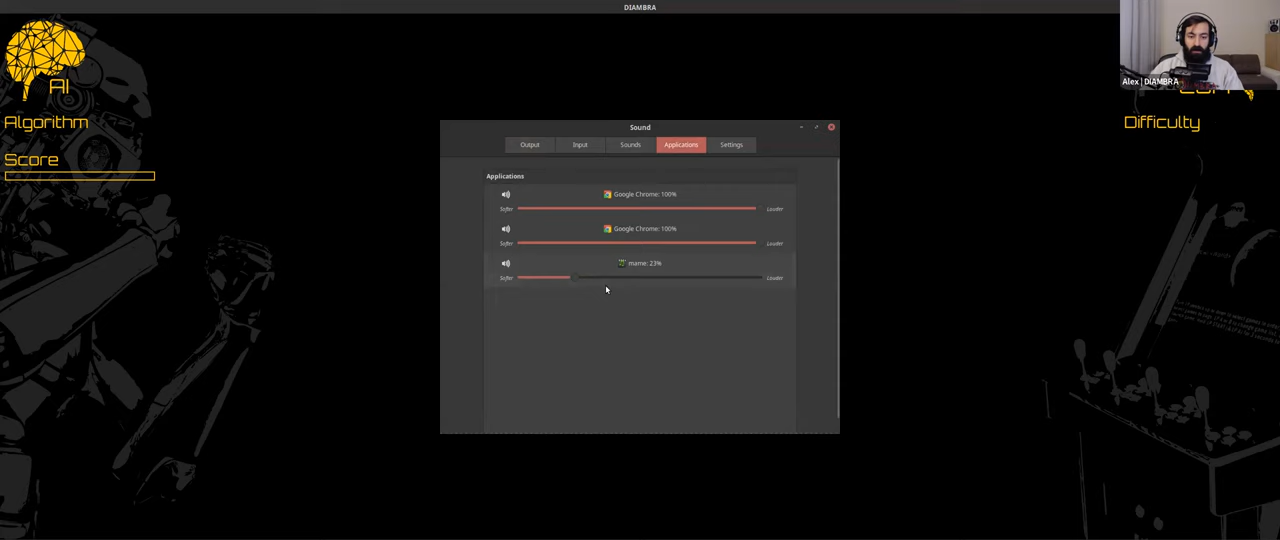 DIAMBRA
AI
Algorithm
Score
Alex | DIAMBRA
Difficulty
Sound
Output
Input
Sounds
Applications
Settings
Applications
Google Chrome: 100%
Softer
Louder
Google Chrome: 100%
Softer
Louder
mame: 23%
Softer
Louder